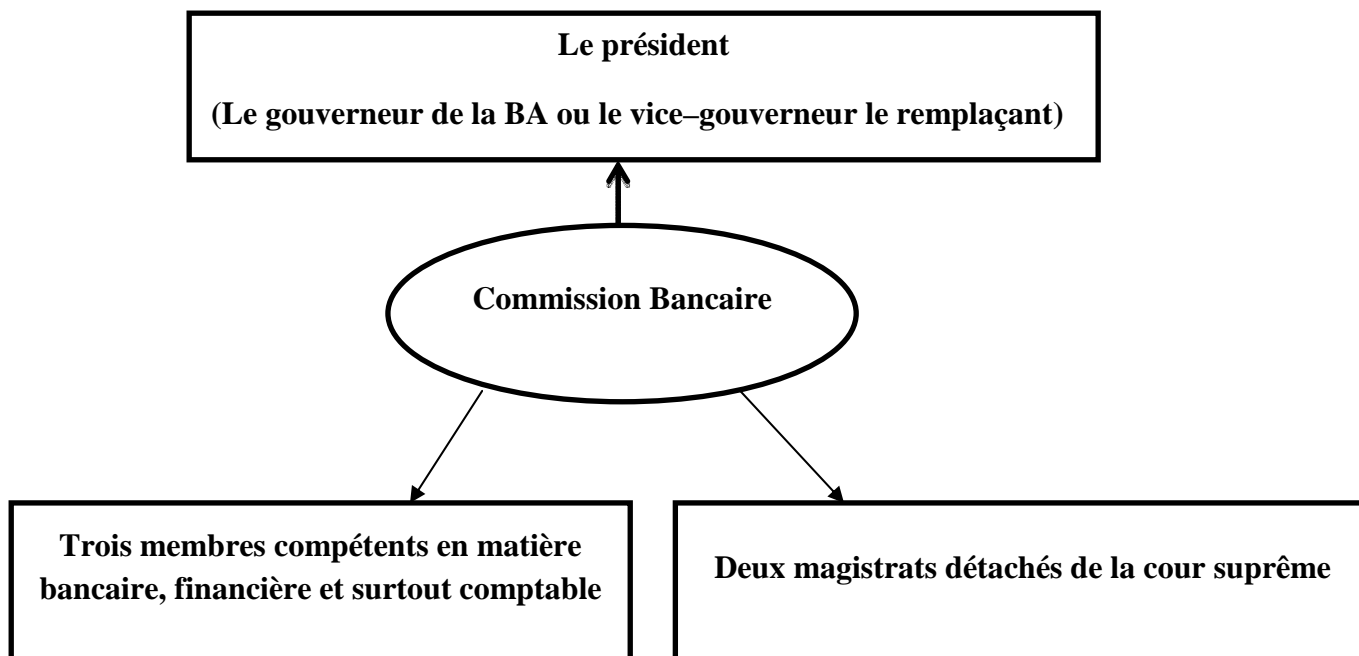 Le président
(Le gouverneur de la BA ou le vice–gouverneur le remplaçant)
Commission Bancaire
Trois membres compétents en matière
bancaire, financière et surtout comptable
Deux magistrats détachés de la cour suprême